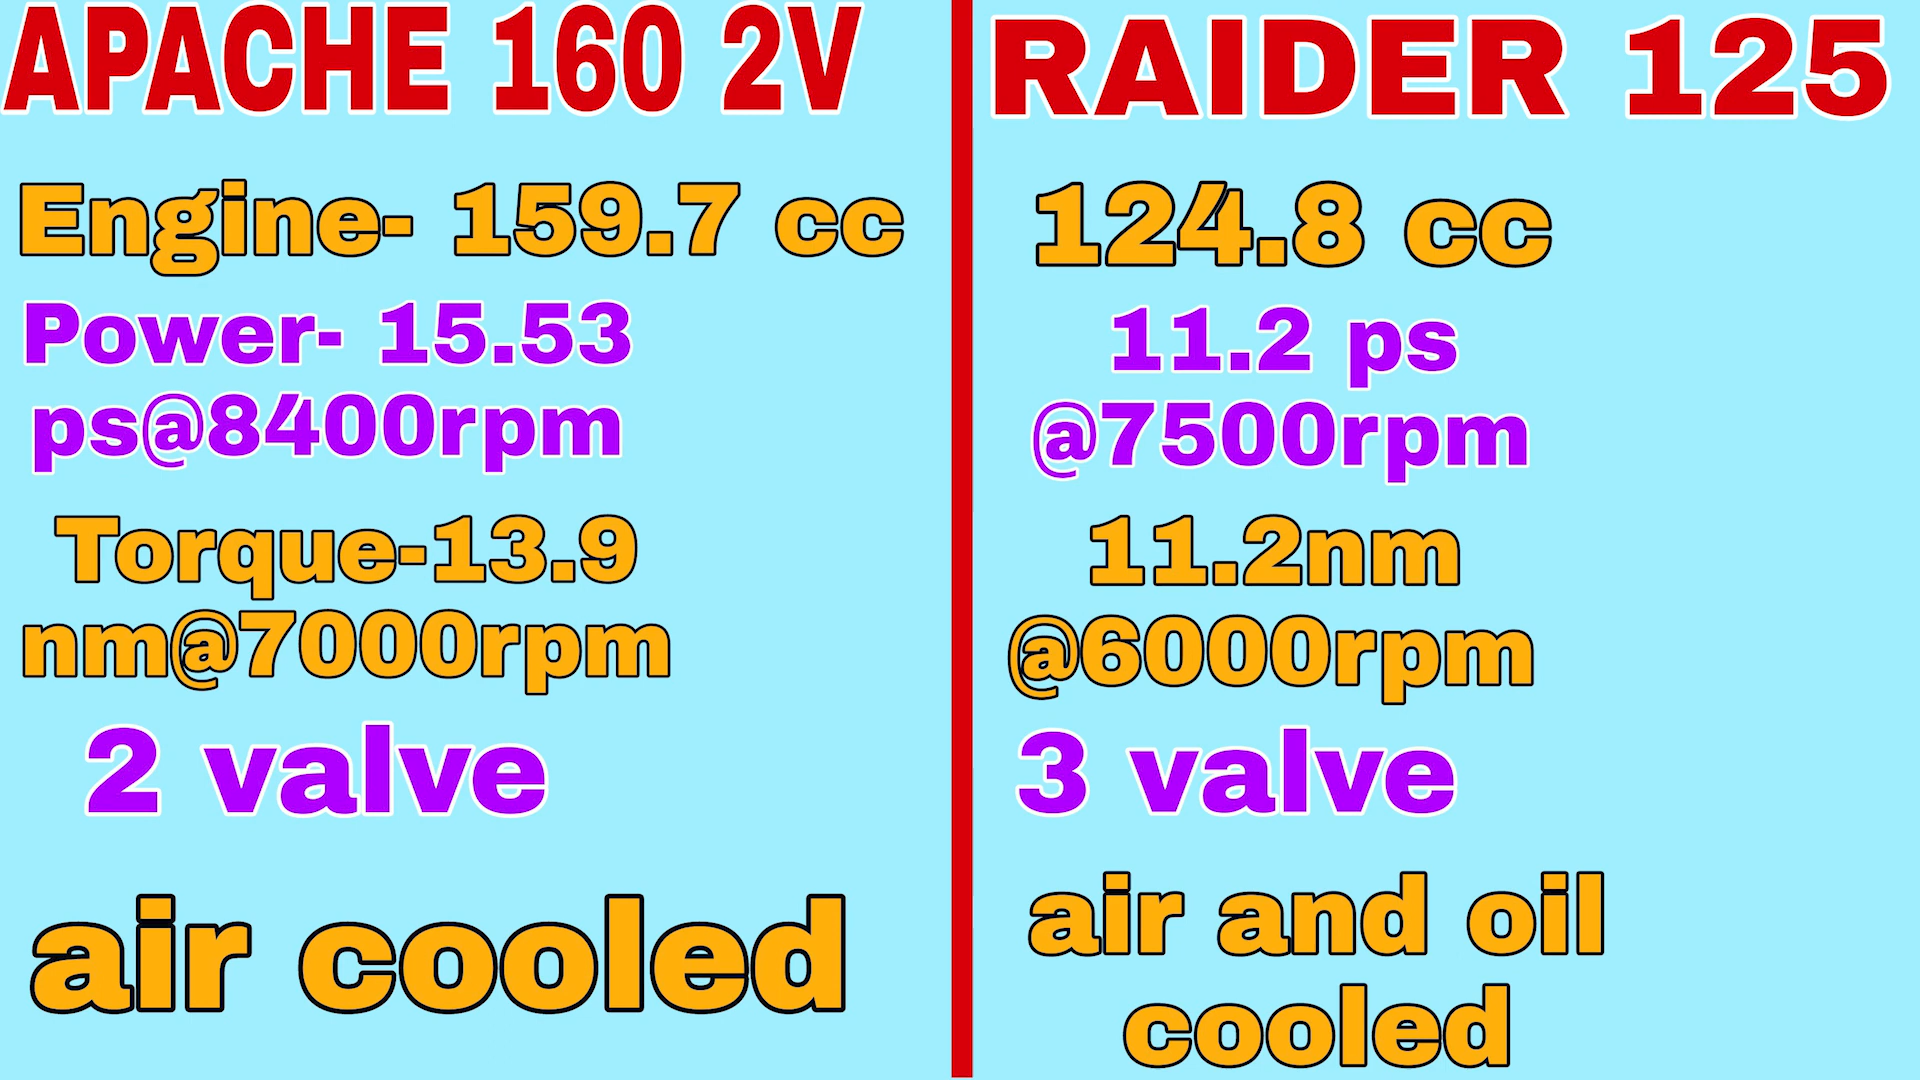 APACHE 160 2V
Engine- 159.7 cc
Power- 15.53
ps@8400rpm
Torque-13.9
nm@7000rpm
2 valve
air cooled
RAIDER 125
124.8 cc
11.2 ps
@7500rpm
11.2nm
@6000rpm
3 valve
air and oil
cooled